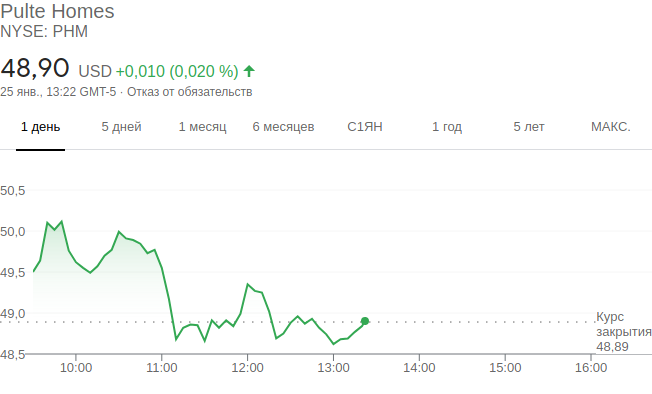 Pulte Homes
NYSE: PHM
48,90 USD +0,010 (0,020 %)
25 янв., 13:22 GMT-5 · Отказ от обязательств
1 день 5 дней 1 месяц 6 месяцев С1ЯН 1 год 5 лет МАКС.
50,5
50,0
49,5
49,0
Курс
закрытия
48,89
48,5
10:00 11:00 12:00 13:00 14:00 15:00 16:00